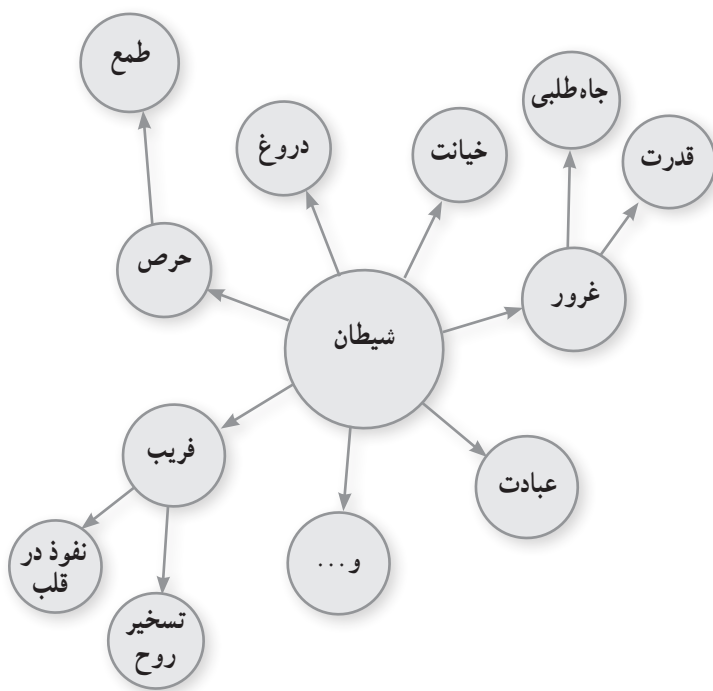 طمع
جاه‌طلبی
دروغ
خیانت
قدرت
حرص
غرور
شیطان
فریب
عبادت
نفوذ در
قلب
و...
تسخیر
روح